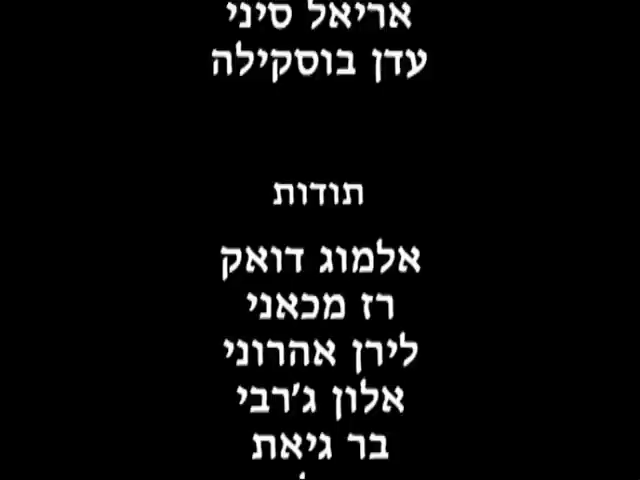 אריאל סיני
עדן בוסקילה
תודות
אלמוג דואק
רז מכאני
לירן אהרוני
אלון ג'רבי
בר גיאת